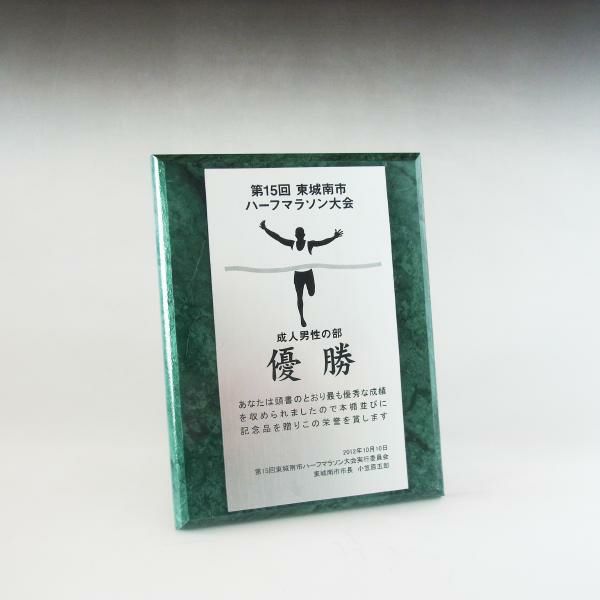 第15回 東城南市
ハーフマラソン大会
成人男性の部
優勝
あなたは頭書のとおり最も優秀な成績
を収められましたので本楯並びに
記念品を贈りこの栄誉を賞します
2012年10月10日
第15回東城南市ハーフマラソン大会実行委員会
東城南市市長 小笠原五郎